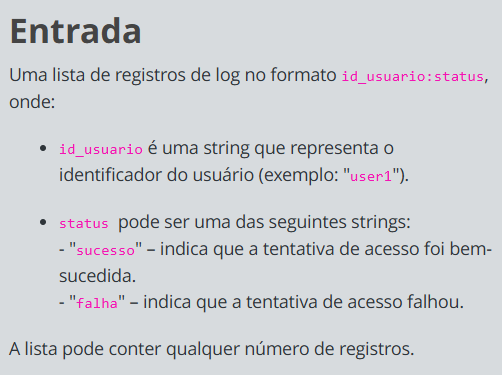 Entrada
Uma lista de registros de log no formato id_usuario:status,
onde:
• id_usuario é uma string que representa o
identificador do usuário (exemplo: "user1").
• status pode ser uma das seguintes strings:
- "sucesso" – indica que a tentativa de acesso foi bem-
sucedida.
- "falha" – indica que a tentativa de acesso falhou.
A lista pode conter qualquer número de registros.